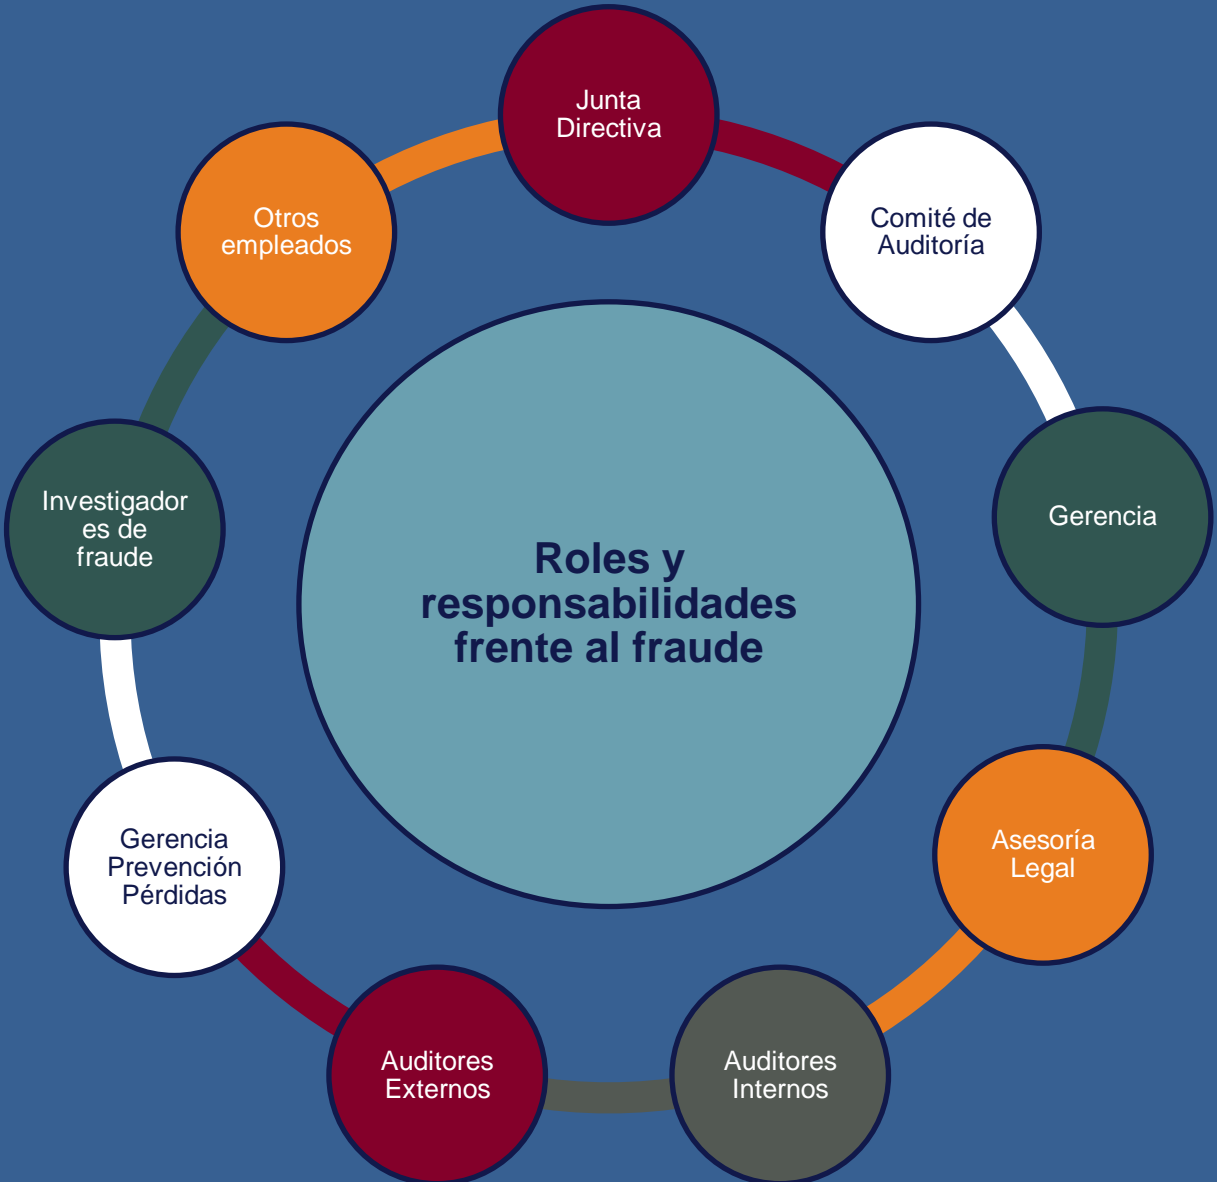 Junta
Directiva
Comité de
Auditoría
Gerencia
Asesoría
Legal
Auditores
Internos
Auditores
Externos
Gerencia
Prevención
Pérdidas
Investigador
es de
fraude
Otros
empleados
Roles y
responsabilidades
frente al fraude